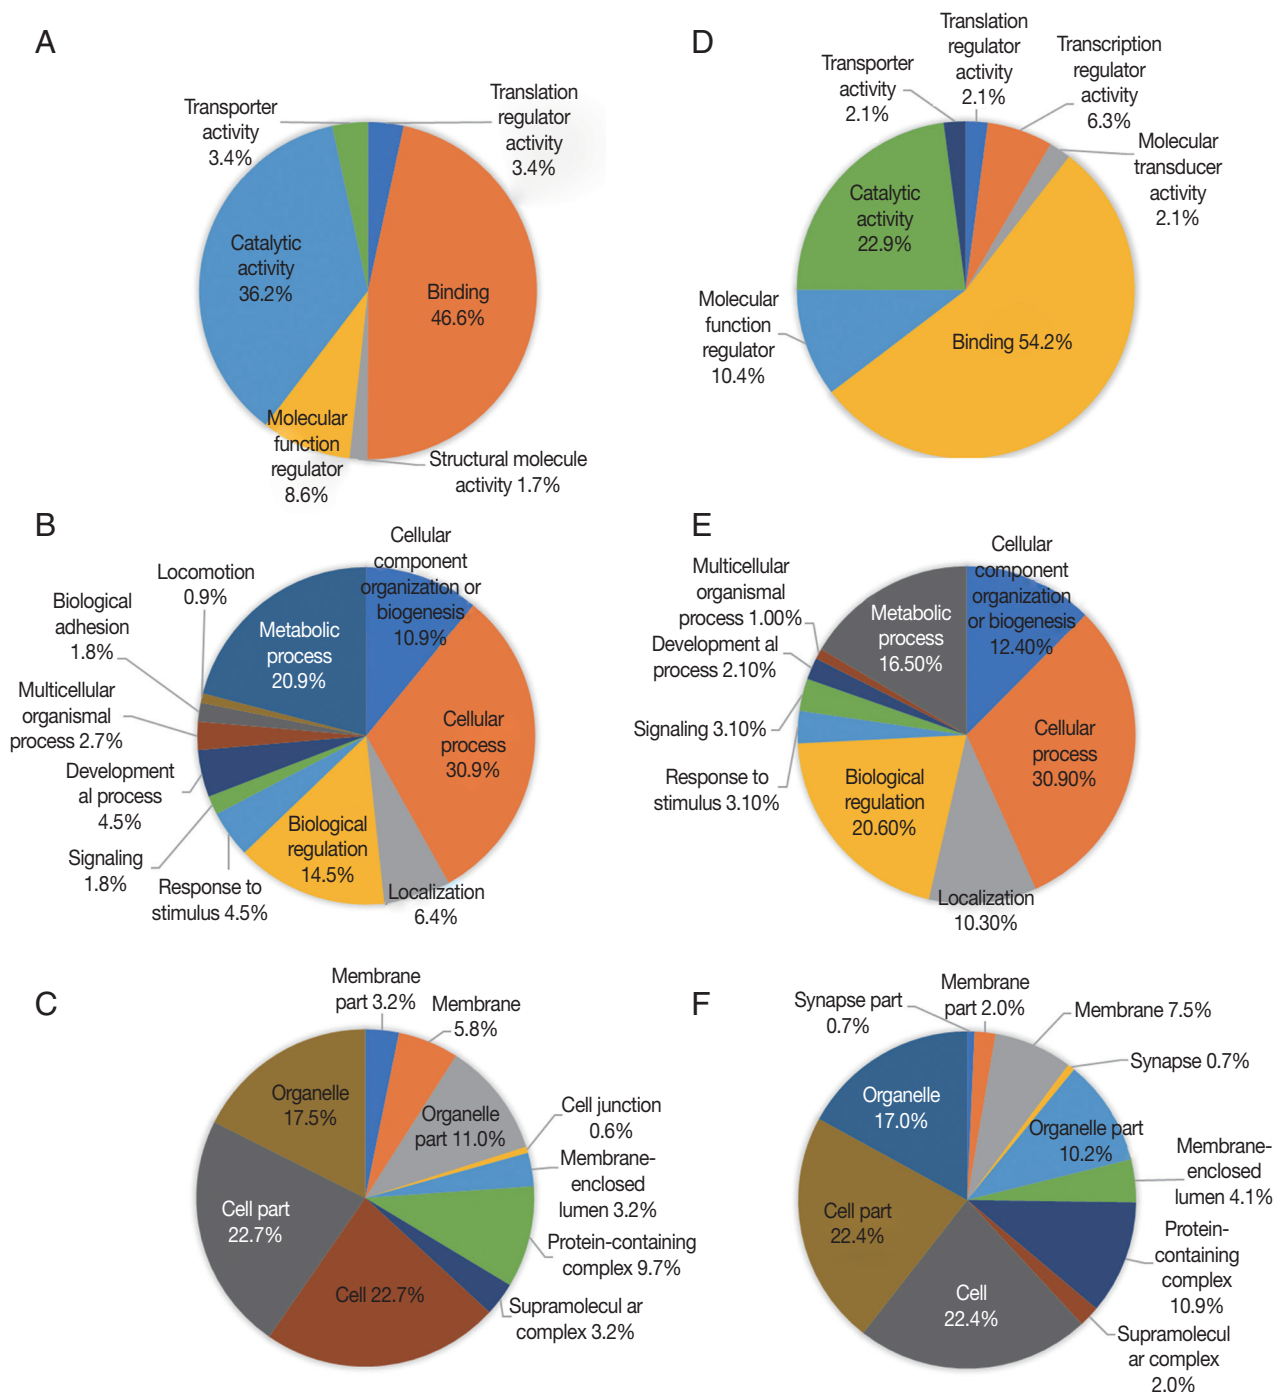 A
Transporter
activity
3.4%
Translation
regulator
activity
3.4%
Catalytic
activity
36.2%
Binding
46.6%
Molecular
function
regulator
8.6%
Structural molecule
activity 1.7%
D
Transporter
activity
2.1%
Translation
regulator
activity
2.1%
Transcription
regulator
activity
6.3%
Molecular
transducer
activity
2.1%
Catalytic
activity
22.9%
Molecular
function
regulator
10.4%
Binding 54.2%
B
Locomotion
0.9%
Biological
adhesion
1.8%
Multicellular
organismal
process 2.7%
Development
al process
4.5%
Signaling
1.8%
Response to
stimulus 4.5%
Metabolic
process
20.9%
Cellular
component
organization or
biogenesis
10.9%
Cellular
process
30.9%
Biological
regulation
14.5%
Localization
6.4%
E
Multicellular
organismal
process 1.00%
Development al
process 2.10%
Signaling 3.10%
Response to
stimulus 3.10%
Metabolic
process
16.50%
Cellular
component
organization
or biogenesis
12.40%
Cellular
process
30.90%
Biological
regulation
20.60%
Localization
10.30%
C
Membrane
part 3.2%
Membrane
5.8%
Organelle
17.5%
Organelle
part 11.0%
Cell junction
0.6%
Membrane-
enclosed
lumen 3.2%
Cell part
22.7%
Protein-containing
complex 9.7%
Cell 22.7%
Supramolecul ar
complex 3.2%
F
Synapse part
0.7%
Membrane
part 2.0%
Membrane 7.5%
Synapse 0.7%
Organelle
17.0%
Organelle part
10.2%
Membrane-
enclosed
lumen 4.1%
Cell part
22.4%
Protein-
containing
complex
10.9%
Cell
22.4%
Supramolecul
ar complex
2.0%